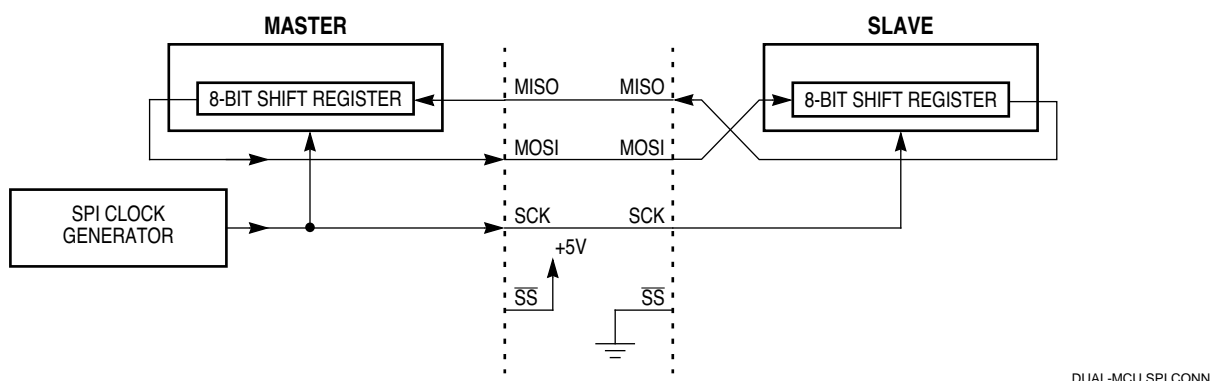 MASTER
SLAVE
8-BIT SHIFT REGISTER
MISO
MISO
8-BIT SHIFT REGISTER
MOSI
MOSI
SPI CLOCK
GENERATOR
SCK
SCK
+5V
SS
SS
DUAL-MCU SPI CONN